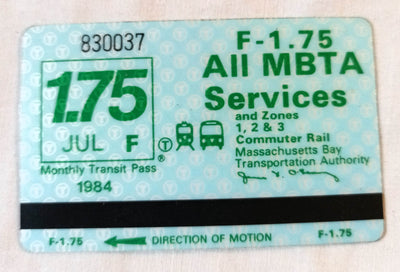 830037
F-1.75
1.75
JUL F
All MBTA
Services
and Zones
1, 2 & 3
Commuter Rail
Massachusetts Bay
Transportation Authority
T ®
Monthly Transit Pass
1984
F-1.75 DIRECTION OF MOTION F-1.75